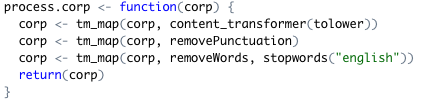 process.corp <- function(corp) {
  corp <- tm_map(corp, content_transformer(tolower))
  corp <- tm_map(corp, removePunctuation)
  corp <- tm_map(corp, removeWords, stopwords("english"))
  return(corp)
}